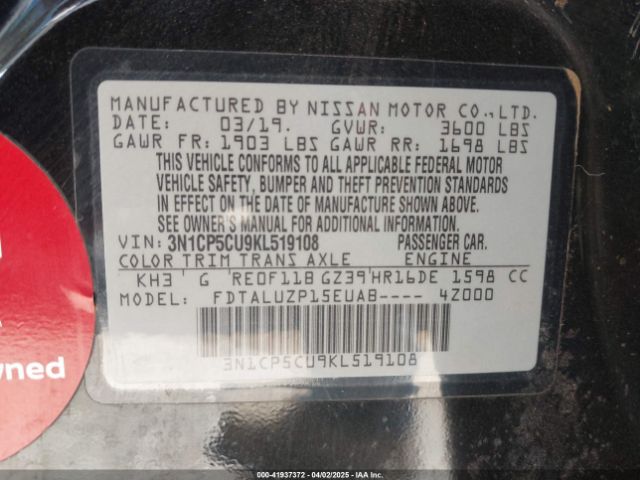 MANUFACTURED BY NISSAN MOTOR CO., LTD.
DATE: 03/19. GVWR: 3600 LBS
GAWR FR: 1903 LBS GAWR RR: 1698 LBS
THIS VEHICLE CONFORMS TO ALL APPLICABLE FEDERAL MOTOR
VEHICLE SAFETY, BUMPER AND THEFT PREVENTION STANDARDS
IN EFFECT ON THE DATE OF MANUFACTURE SHOWN ABOVE.
SEE OWNER'S MANUAL FOR ADDITIONAL INFORMATION.
VIN: 3N1CP5CU9KL519108 PASSENGER CAR.
COLOR TRIM TRANS AXLE ENGINE
KH3 G RE0F11B GZ39 HR16DE 1598 CC
FDTALUZP15EUAB---- 4Z000
3N1CP5CU9KL519108
wned
000-41937372 04/02/2025 IAA, Inc.